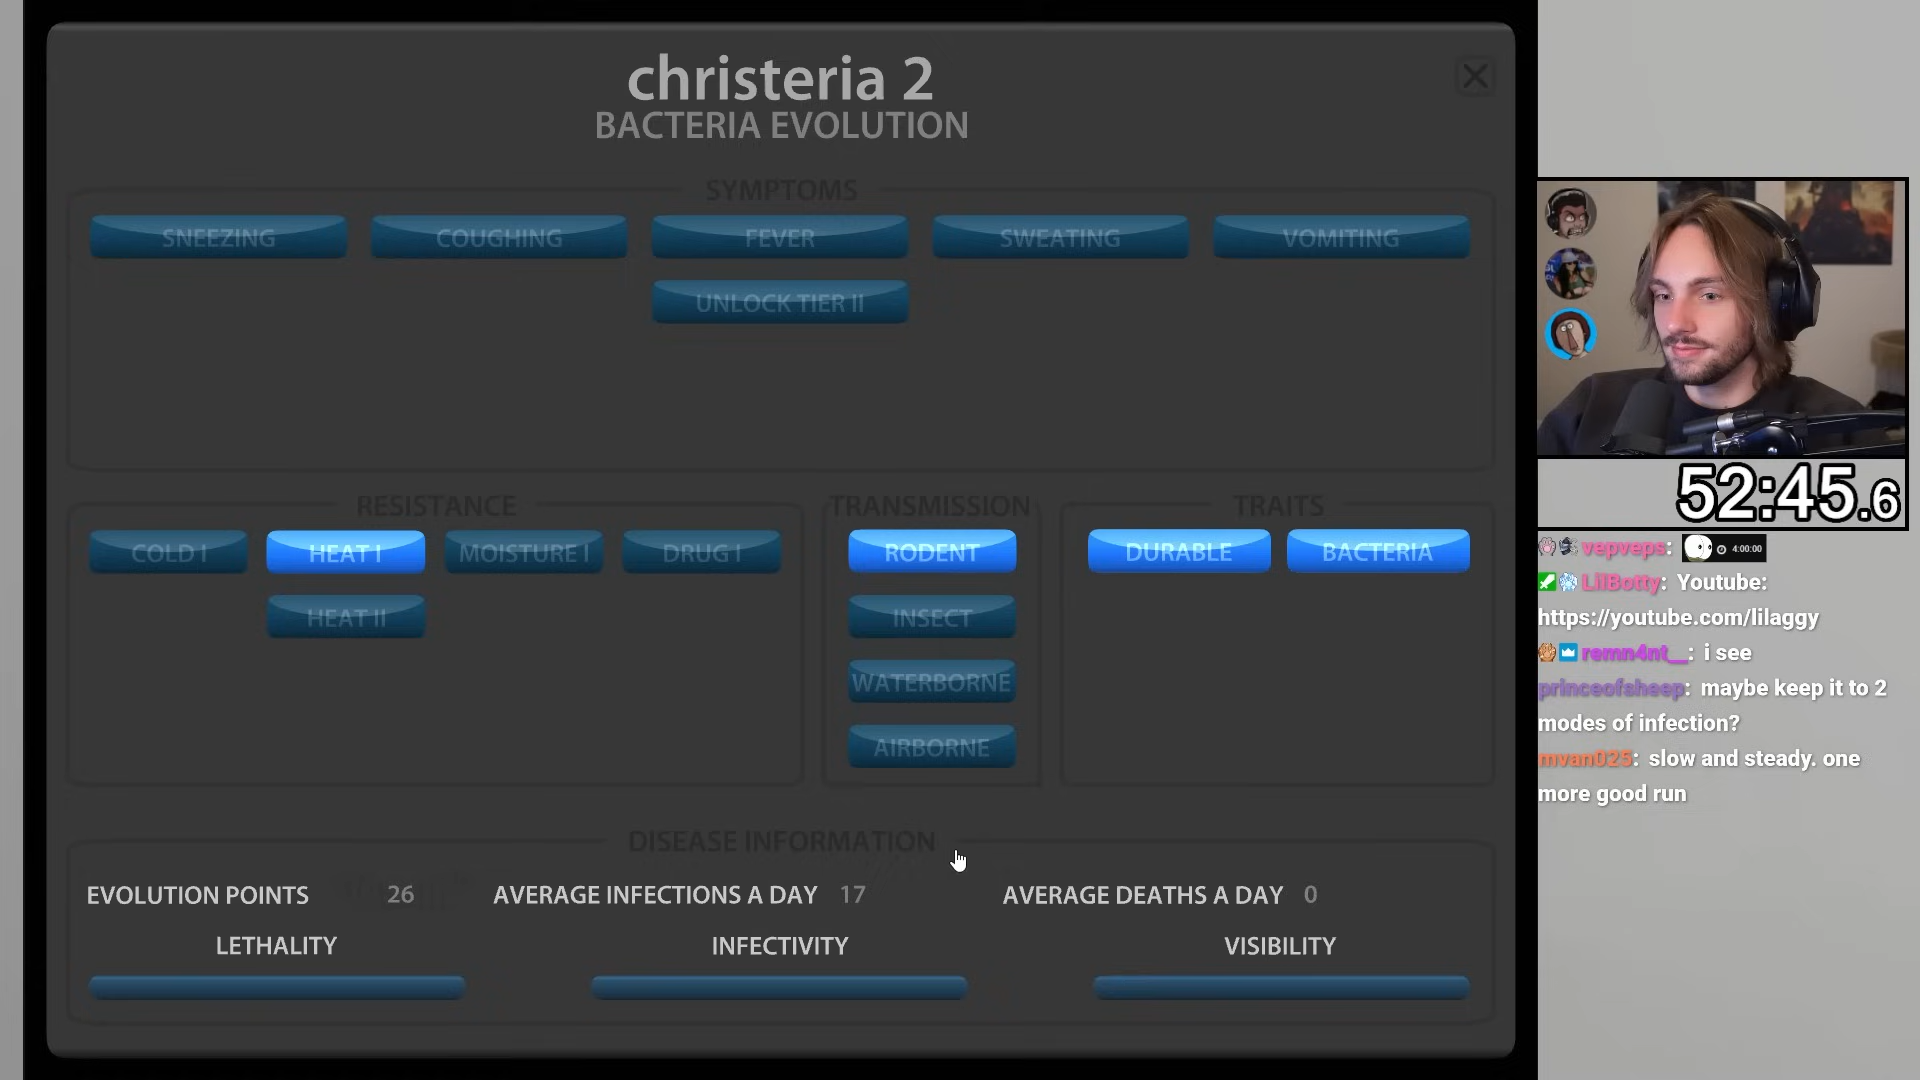 christeria 2
BACTERIA EVOLUTION
SYMPTOMS
SNEEZING
COUGHING
FEVER
SWEATING
VOMITING
UNLOCK TIER II
RESISTANCE
COLD I
HEAT I
MOISTURE I
DRUG I
HEAT II
TRANSMISSION
RODENT
INSECT
WATERBORNE
AIRBORNE
TRAITS
DURABLE
BACTERIA
DISEASE INFORMATION
EVOLUTION POINTS 26
AVERAGE INFECTIONS A DAY 17
AVERAGE DEATHS A DAY 0
LETHALITY
INFECTIVITY
VISIBILITY
52:45.6
vepveps: 4:00:00
LilBotty: Youtube:
https://youtube.com/lilaggy
remn4nt__: i see
princeofsheep: maybe keep it to 2
modes of infection?
mvan025: slow and steady. one
more good run